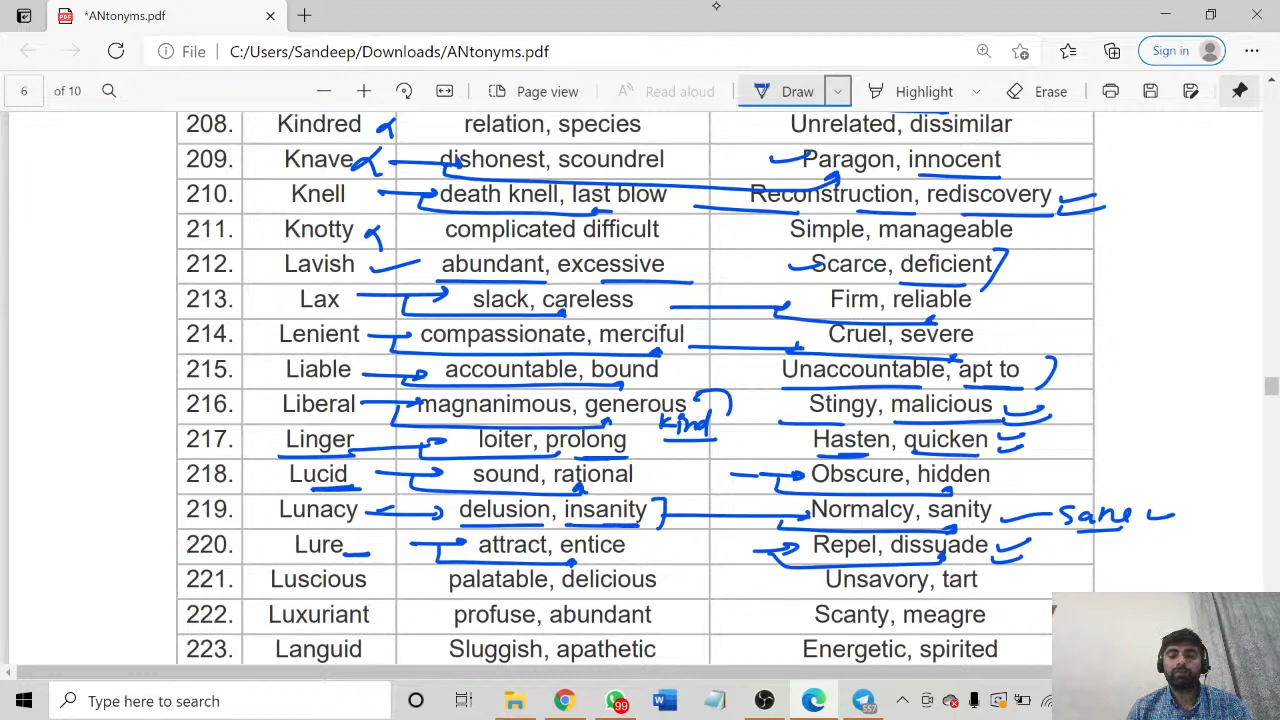 *ANtonyms.pdf
File C:/Users/Sandeep/Downloads/ANtonyms.pdf Sign in
6 of 10 Page view Read aloud Draw Highlight Erase
208. Kindred relation, species Unrelated, dissimilar
209. Knave dishonest, scoundrel Paragon, innocent
210. Knell death knell, last blow Reconstruction, rediscovery
211. Knotty complicated difficult Simple, manageable
212. Lavish abundant, excessive Scarce, deficient
213. Lax slack, careless Firm, reliable
214. Lenient compassionate, merciful Cruel, severe
215. Liable accountable, bound Unaccountable, apt to
216. Liberal magnanimous, generous Stingy, malicious
kind
217. Linger loiter, prolong Hasten, quicken
218. Lucid sound, rational Obscure, hidden
219. Lunacy delusion, insanity Normalcy, sanity sane
220. Lure attract, entice Repel, dissuade
221. Luscious palatable, delicious Unsavory, tart
222. Luxuriant profuse, abundant Scanty, meagre
223. Languid Sluggish, apathetic Energetic, spirited
Type here to search 99 557